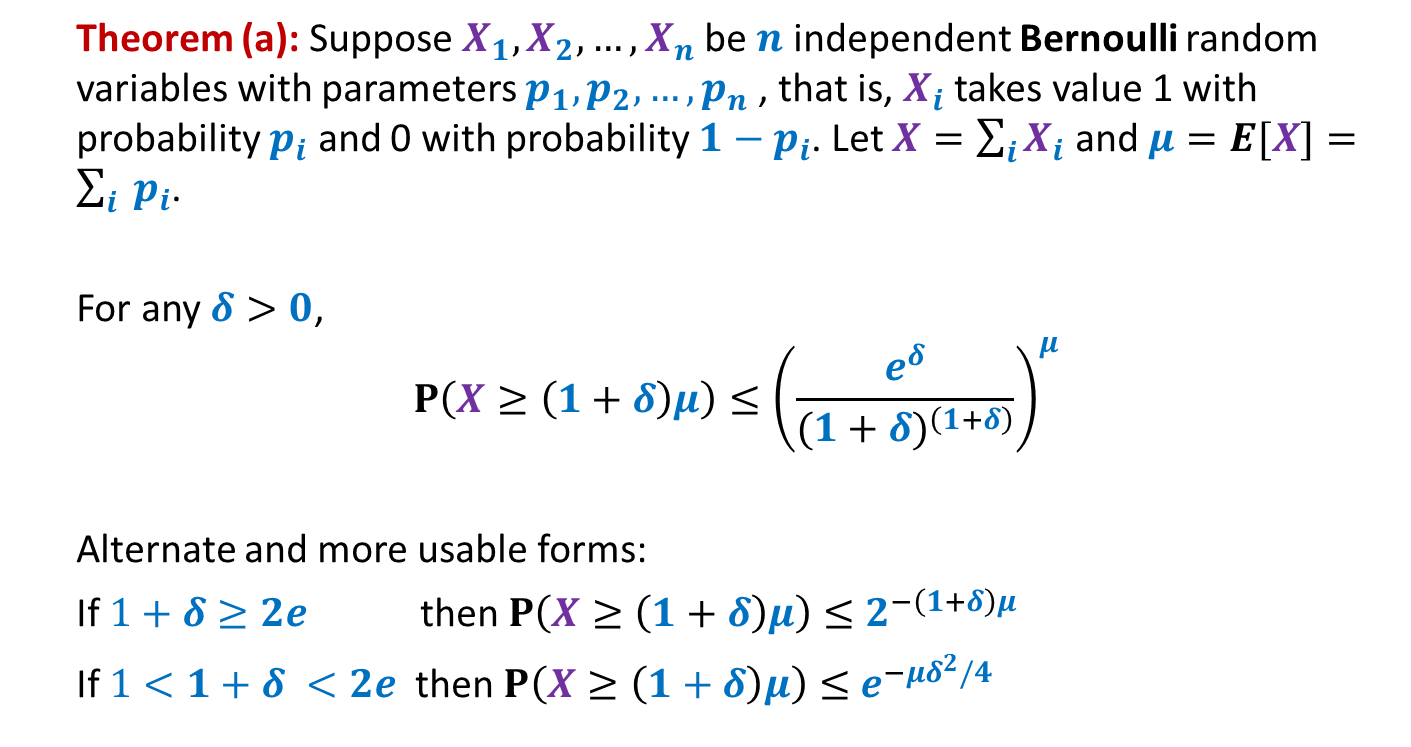 Theorem (a): Suppose X₁, X₂, …, Xₙ be n independent Bernoulli random
variables with parameters p₁, p₂, …, pₙ , that is, Xᵢ takes value 1 with
probability pᵢ and 0 with probability 1 − pᵢ. Let X = ∑ᵢ Xᵢ and μ = E[X] =
∑ᵢ pᵢ.
For any δ > 0,
P(X ≥ (1 + δ)μ) ≤ (e^δ / (1 + δ)^(1+δ))^μ
Alternate and more usable forms:
If 1 + δ ≥ 2e then P(X ≥ (1 + δ)μ) ≤ 2^−(1+δ)μ
If 1 < 1 + δ < 2e then P(X ≥ (1 + δ)μ) ≤ e^−μδ²/4